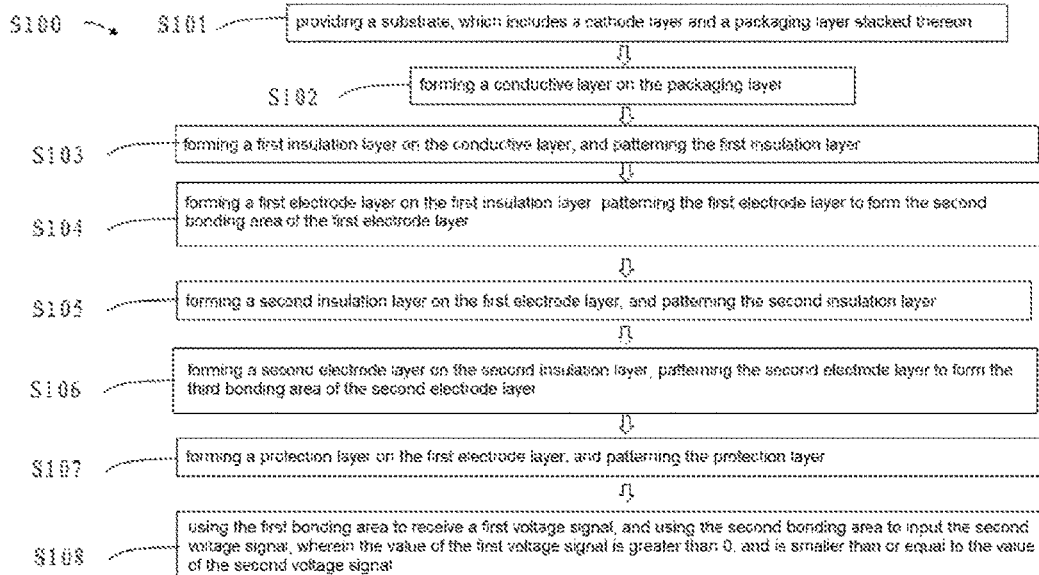 S100 S101 providing a substrate, which includes a cathode layer and a packaging layer stacked thereon
S102 forming a conductive layer on the packaging layer
S103 forming a first insulation layer on the conductive layer, and patterning the first insulation layer
S104 forming a first electrode layer on the first insulation layer patterning the first electrode layer to form the second
bonding area of the first electrode layer
S105 forming a second insulation layer on the first electrode layer, and patterning the second insulation layer
S106 forming a second electrode layer on the second insulation layer, patterning the second electrode layer to form the
third bonding area of the second electrode layer
S107 forming a protection layer on the first electrode layer, and patterning the protection layer
S108 using the first bonding area to receive a first voltage signal, and using the second bonding area to input the second
voltage signal, wherein the value of the first voltage signal is greater than 0, and is smaller than or equal to the value
of the second voltage signal